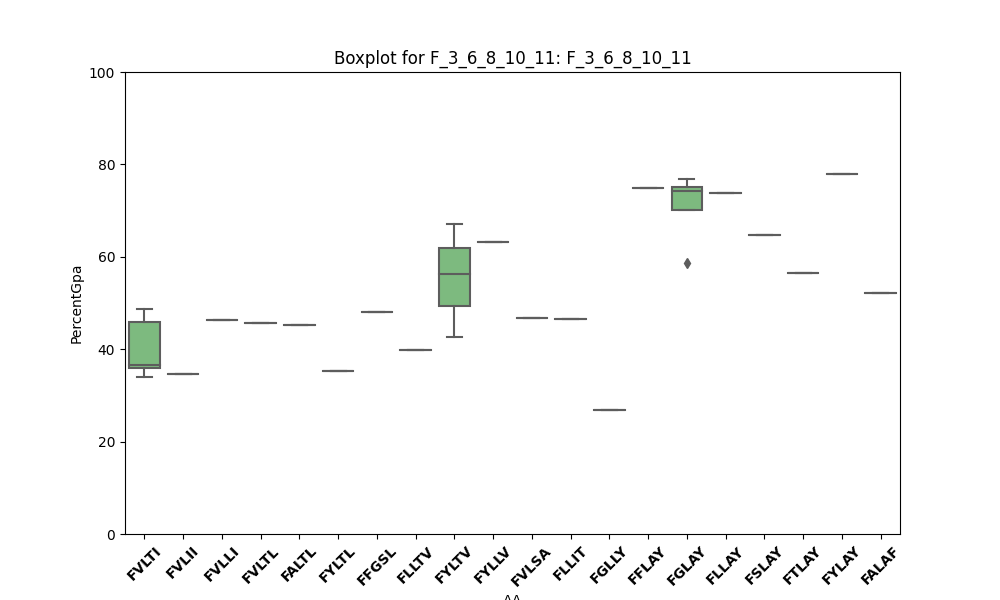 Boxplot for F_3_6_8_10_11: F_3_6_8_10_11
100
80
60
40
20
0
PercentGpa
FVLTI
FVLII
FVLLI
FVLTL
FALTL
FYLTL
FFGSL
FLLTV
FYLTV
FYLLV
FVLSA
FLLIT
FGLLY
FFLAY
FGLAY
FLLAY
FSLAY
FTLAY
FYLAY
FALAF
AA